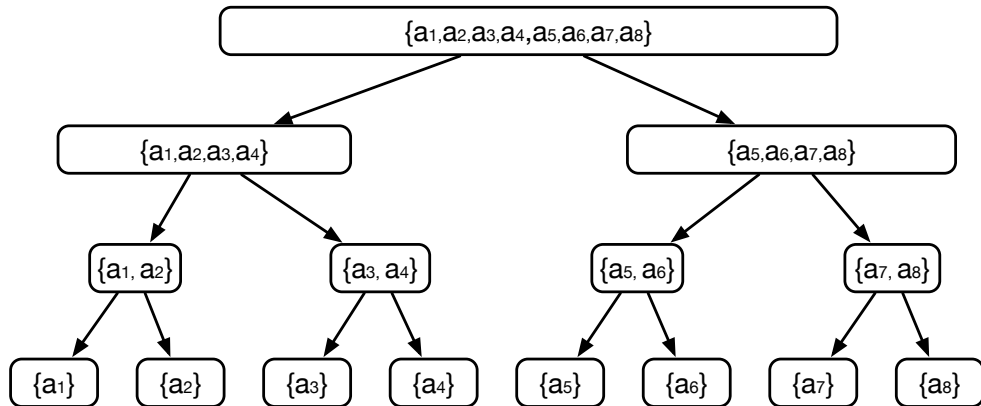 {a1,a2,a3,a4,a5,a6,a7,a8}
{a1,a2,a3,a4} {a5,a6,a7,a8}
{a1, a2} {a3, a4} {a5, a6} {a7, a8}
{a1} {a2} {a3} {a4} {a5} {a6} {a7} {a8}